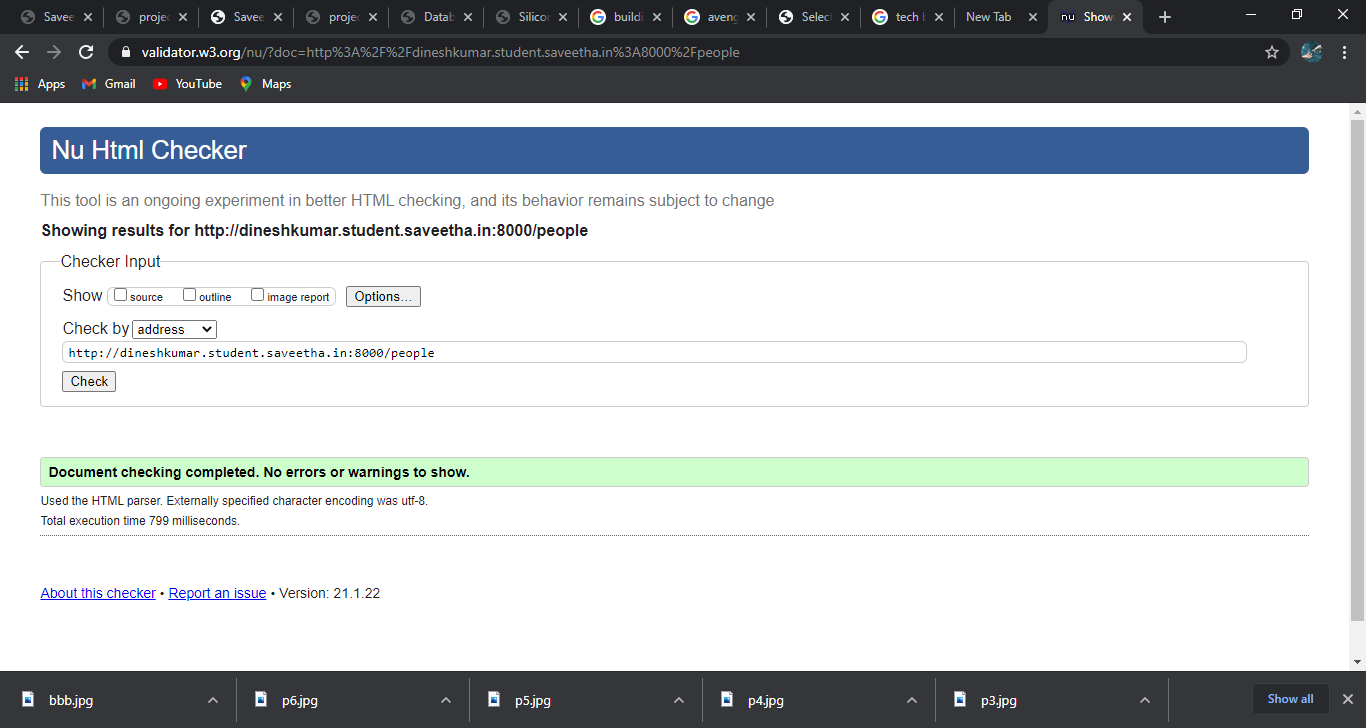 Savee projec Savee projec Datab Silicon buildi aveng Select tech b New Tab nu Show
validator.w3.org/nu/?doc=http%3A%2F%2Fdineshkumar.student.saveetha.in%3A8000%2Fpeople
Apps Gmail YouTube Maps
Nu Html Checker
This tool is an ongoing experiment in better HTML checking, and its behavior remains subject to change
Showing results for http://dineshkumar.student.saveetha.in:8000/people
Checker Input
Show source outline image report Options...
Check by address
http://dineshkumar.student.saveetha.in:8000/people
Check
Document checking completed. No errors or warnings to show.
Used the HTML parser. Externally specified character encoding was utf-8.
Total execution time 799 milliseconds.
About this checker • Report an issue • Version: 21.1.22
bbb.jpg p6.jpg p5.jpg p4.jpg p3.jpg Show all